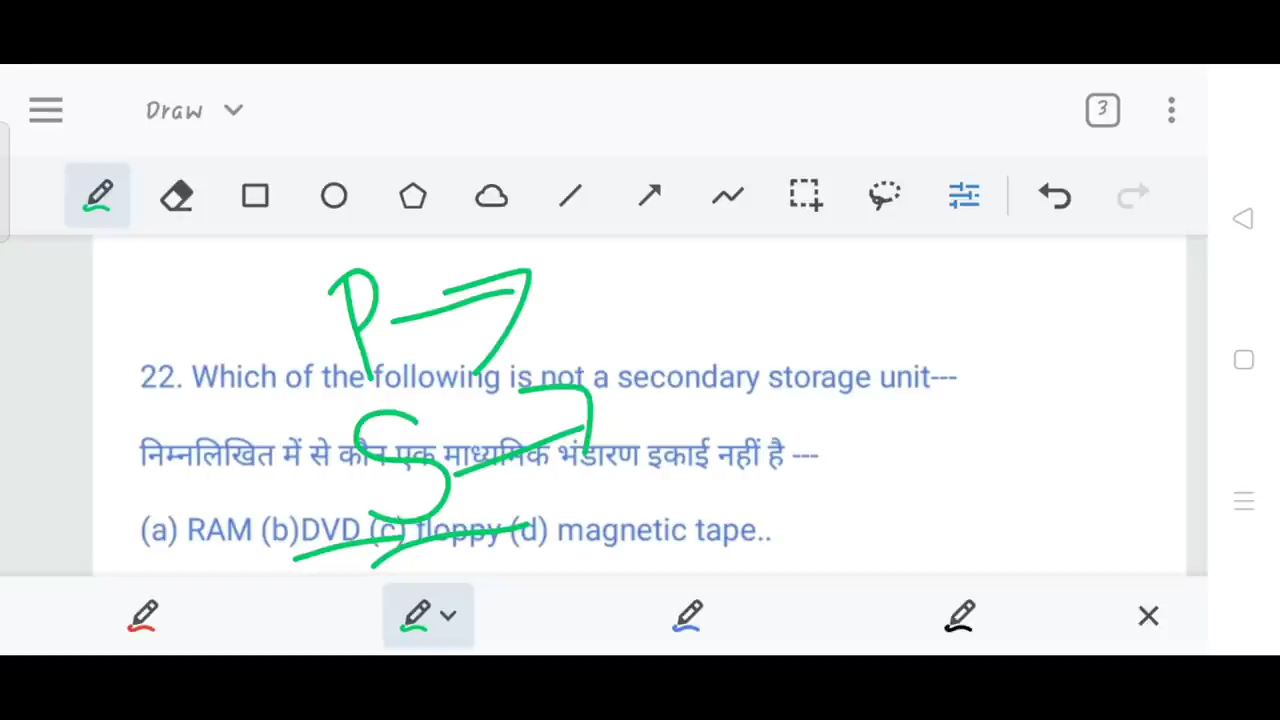 Draw
3
P
22. Which of the following is not a secondary storage unit---
S
निम्नलिखित में से कौन एक माध्यमिक भंडारण इकाई नहीं है ---
(a) RAM (b)DVD (c) floppy (d) magnetic tape..